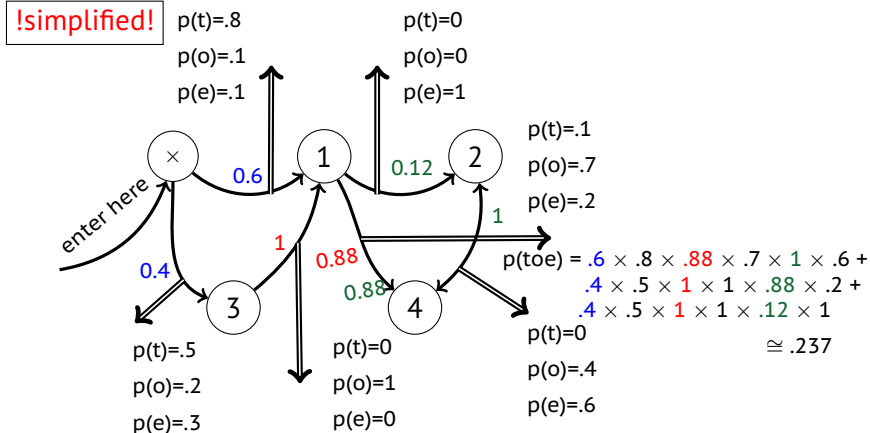 !simplified!
p(t)=.8
p(o)=.1
p(e)=.1
p(t)=0
p(o)=0
p(e)=1
×
0.6
1
0.12
2
p(t)=.1
p(o)=.7
p(e)=.2
enter here
0.4
1
0.88
0.88
1
3
4
p(toe) = .6 × .8 × .88 × .7 × 1 × .6 +
.4 × .5 × 1 × 1 × .88 × .2 +
.4 × .5 × 1 × 1 × .12 × 1
≅ .237
p(t)=.5
p(o)=.2
p(e)=.3
p(t)=0
p(o)=1
p(e)=0
p(t)=0
p(o)=.4
p(e)=.6